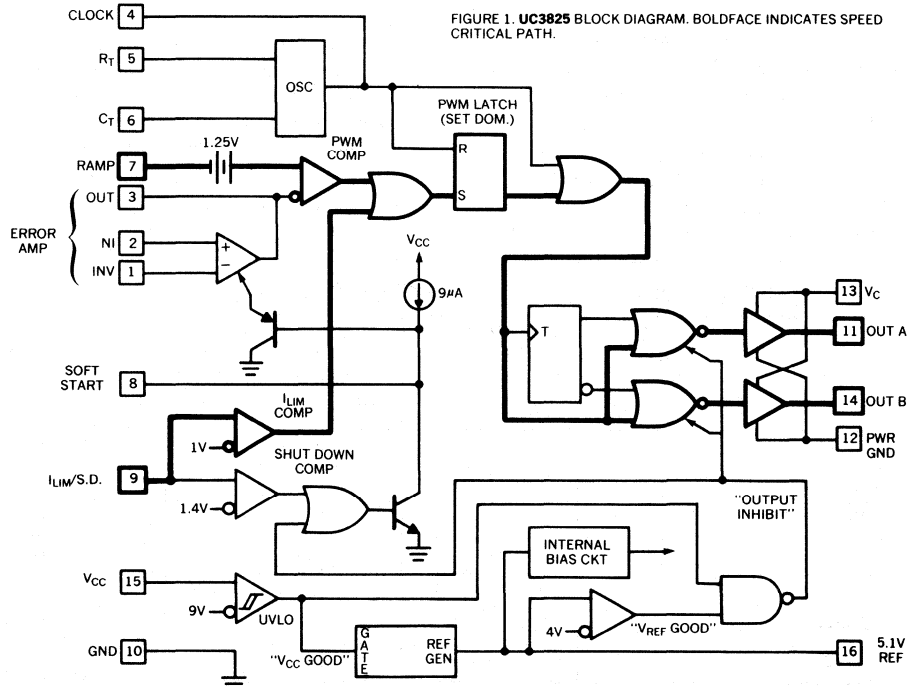 FIGURE 1. UC3825 BLOCK DIAGRAM. BOLDFACE INDICATES SPEED
CRITICAL PATH.
CLOCK 4
RT 5
CT 6
OSC
1.25V
RAMP 7
PWM
COMP
PWM LATCH
(SET DOM.)
R
S
OUT 3
ERROR
AMP
NI 2
INV 1
+
−
VCC
9µA
T
13 VC
11 OUT A
14 OUT B
12 PWR
GND
SOFT
START 8
ILIM
COMP
1V
SHUT DOWN
COMP
ILIM/S.D. 9
1.4V
"OUTPUT
INHIBIT"
INTERNAL
BIAS CKT
VCC 15
9V
UVLO
4V
"VREF GOOD"
GND 10
"VCC GOOD"
GATE
REF
GEN
16 5.1V
REF